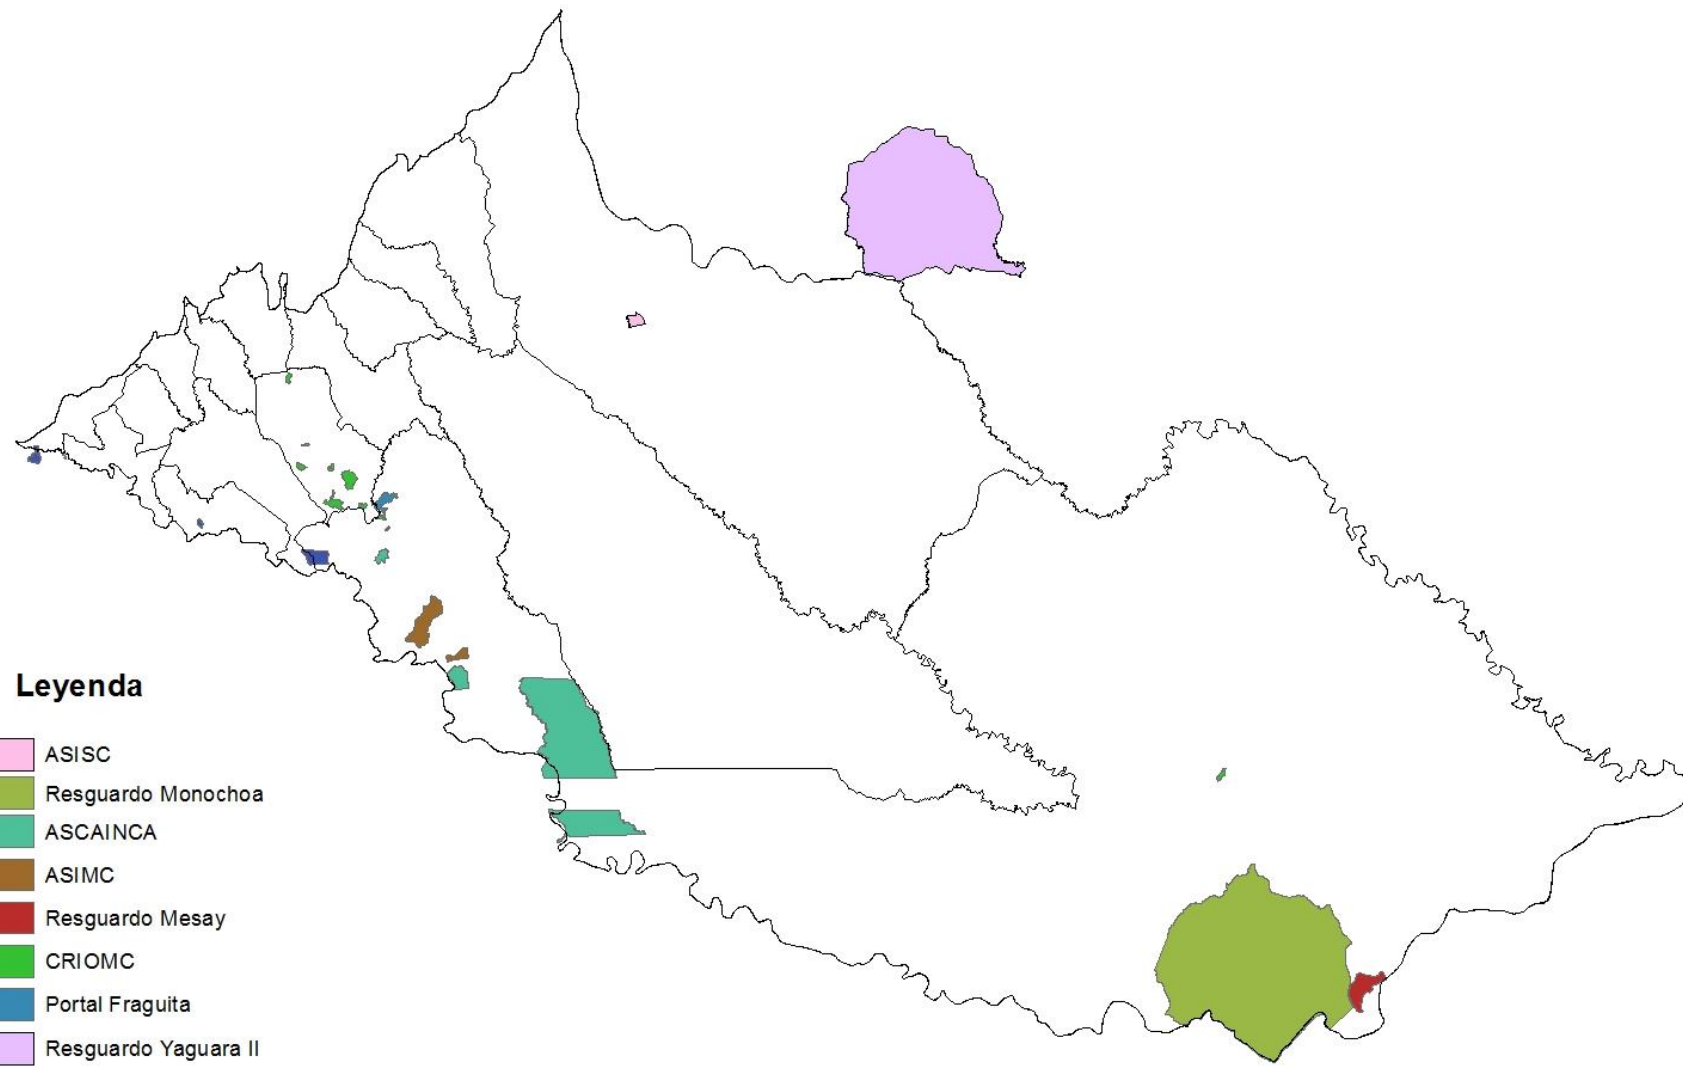 Leyenda
ASISC
Resguardo Monochoa
ASCAINCA
ASIMC
Resguardo Mesay
CRIOMC
Portal Fraguita
Resguardo Yaguara II